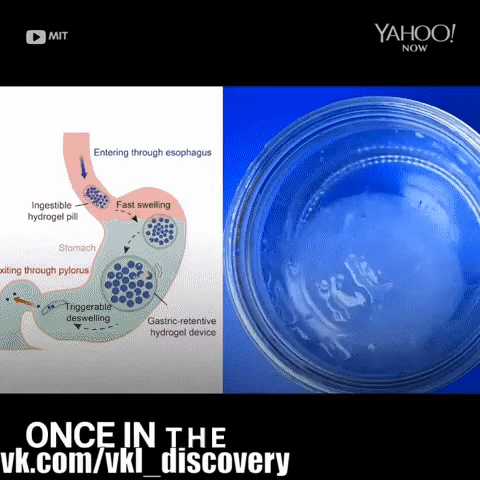 MIT
YAHOO!
NOW
Entering through esophagus
Ingestible
hydrogel pill
Fast swelling
Stomach
xiting through pylorus
Triggerable
deswelling
Gastric-retentive
hydrogel device
ONCE IN THE
vk.com/vkl_discovery